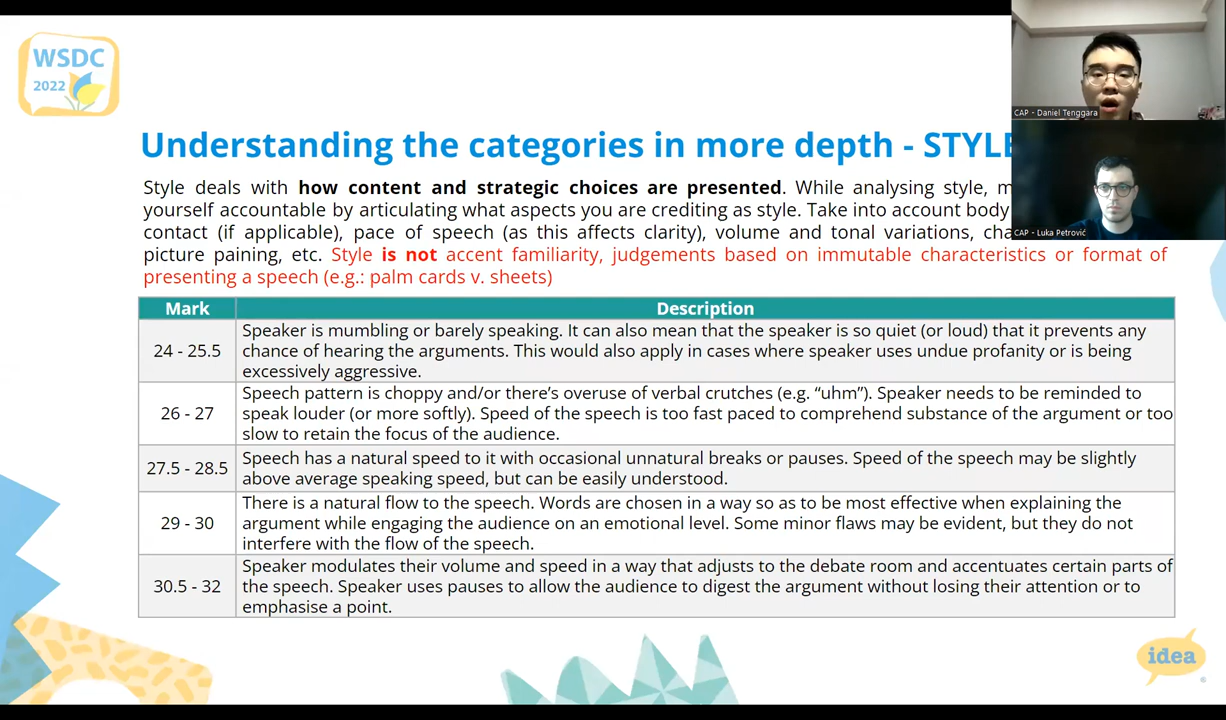 WSDC
2022
CAP - Daniel Tenggara
CAP - Luka Petrović
Understanding the categories in more depth - STYLE
Style deals with how content and strategic choices are presented. While analysing style,
yourself accountable by articulating what aspects you are crediting as style. Take into account body
contact (if applicable), pace of speech (as this affects clarity), volume and tonal variations,
picture paining, etc. Style is not accent familiarity, judgements based on immutable characteristics or format of
presenting a speech (e.g.: palm cards v. sheets)
Mark Description
24 - 25.5
Speaker is mumbling or barely speaking. It can also mean that the speaker is so quiet (or loud) that it prevents any
chance of hearing the arguments. This would also apply in cases where speaker uses undue profanity or is being
excessively aggressive.
26 - 27
Speech pattern is choppy and/or there's overuse of verbal crutches (e.g. “uhm”). Speaker needs to be reminded to
speak louder (or more softly). Speed of the speech is too fast paced to comprehend substance of the argument or too
slow to retain the focus of the audience.
27.5 - 28.5
Speech has a natural speed to it with occasional unnatural breaks or pauses. Speed of the speech may be slightly
above average speaking speed, but can be easily understood.
29 - 30
There is a natural flow to the speech. Words are chosen in a way so as to be most effective when explaining the
argument while engaging the audience on an emotional level. Some minor flaws may be evident, but they do not
interfere with the flow of the speech.
30.5 - 32
Speaker modulates their volume and speed in a way that adjusts to the debate room and accentuates certain parts of
the speech. Speaker uses pauses to allow the audience to digest the argument without losing their attention or to
emphasise a point.
idea